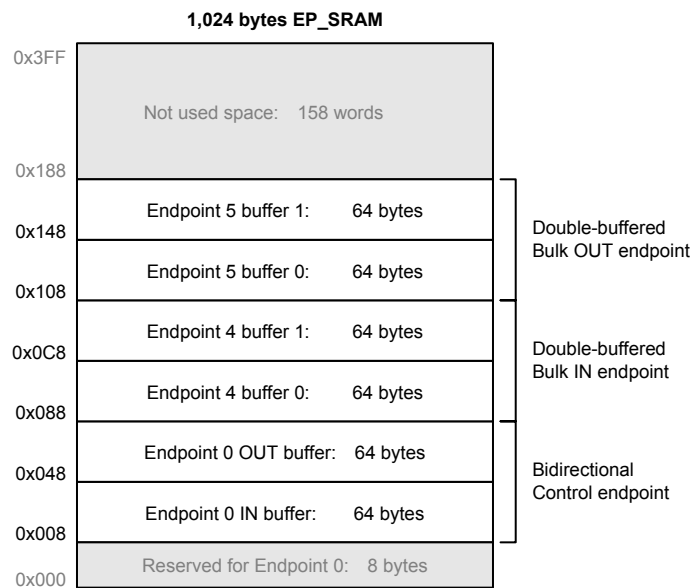 1,024 bytes EP_SRAM
0x3FF
Not used space: 158 words
0x188
Endpoint 5 buffer 1: 64 bytes
0x148
Double-buffered
Bulk OUT endpoint
Endpoint 5 buffer 0: 64 bytes
0x108
Endpoint 4 buffer 1: 64 bytes
0x0C8
Double-buffered
Bulk IN endpoint
Endpoint 4 buffer 0: 64 bytes
0x088
Endpoint 0 OUT buffer: 64 bytes
0x048
Bidirectional
Control endpoint
Endpoint 0 IN buffer: 64 bytes
0x008
Reserved for Endpoint 0: 8 bytes
0x000